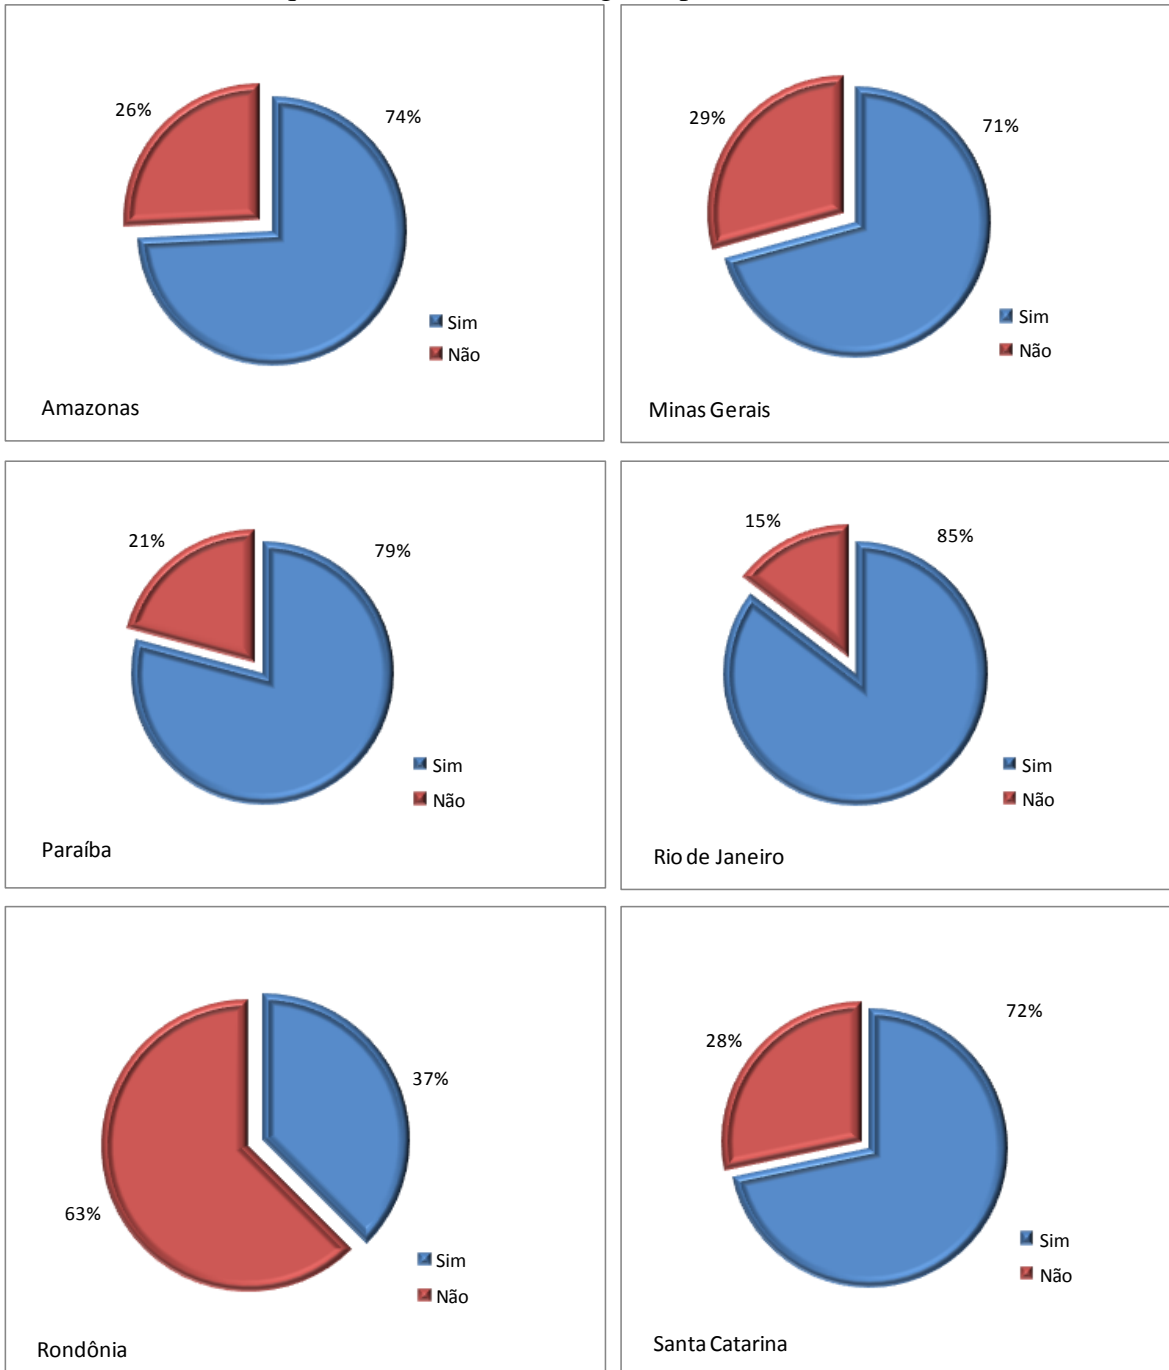 26%
74%
Sim
Não
Amazonas
29%
71%
Sim
Não
Minas Gerais
21%
79%
Sim
Não
Paraíba
15%
85%
Sim
Não
Rio de Janeiro
37%
63%
Sim
Não
Rondônia
72%
28%
Sim
Não
Santa Catarina